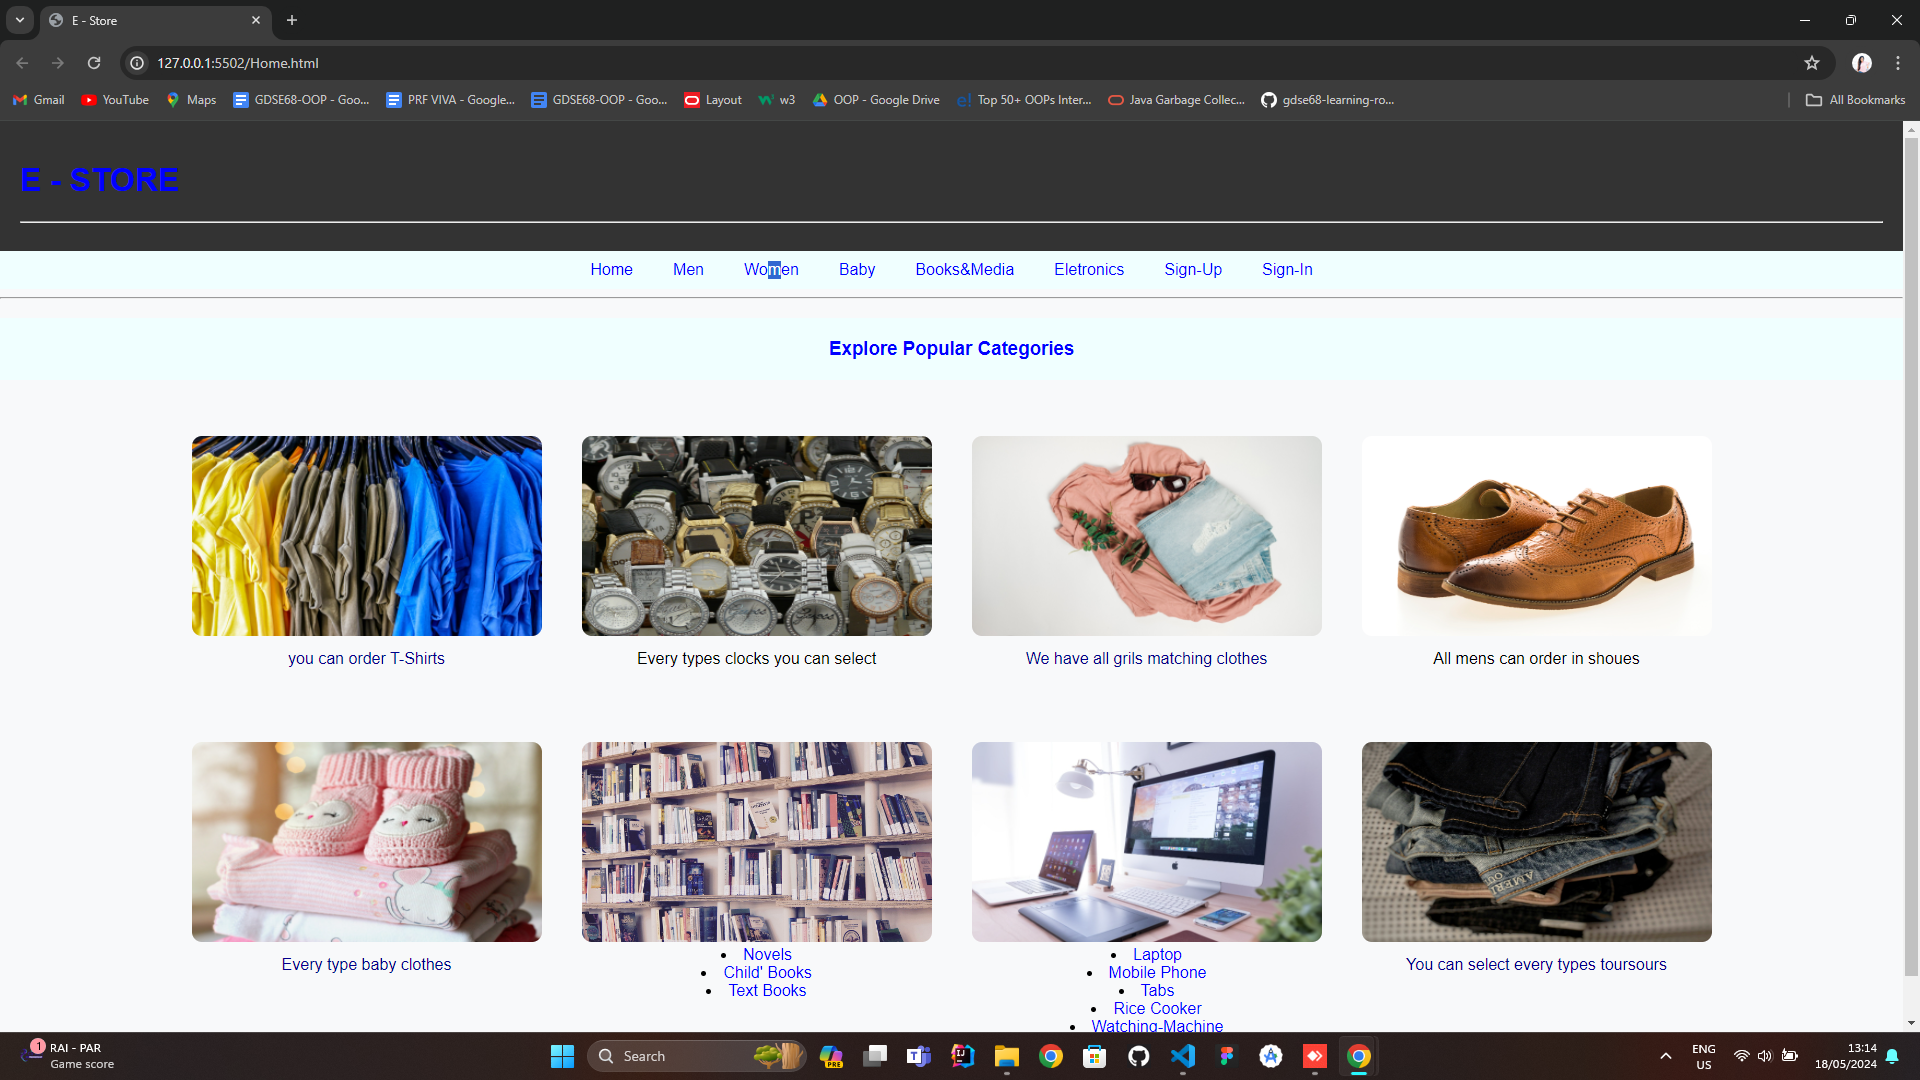 E - Store
127.0.0.1:5502/Home.html
Gmail YouTube Maps GDSE68-OOP - Goo... PRF VIVA - Google... GDSE68-OOP - Goo... Layout w3 OOP - Google Drive Top 50+ OOPs Inter... Java Garbage Collec... gdse68-learning-ro... All Bookmarks
E - STORE
Home Men Women Baby Books&Media Eletronics Sign-Up Sign-In
Explore Popular Categories
you can order T-Shirts Every types clocks you can select We have all grils matching clothes All mens can order in shoues
Every type baby clothes
Novels
Child' Books
Text Books
Laptop
Mobile Phone
Tabs
Rice Cooker
Watching-Machine
You can select every types toursours
1 RAI - PAR
Game score
Search
PRE
ENG
US
13:14
18/05/2024